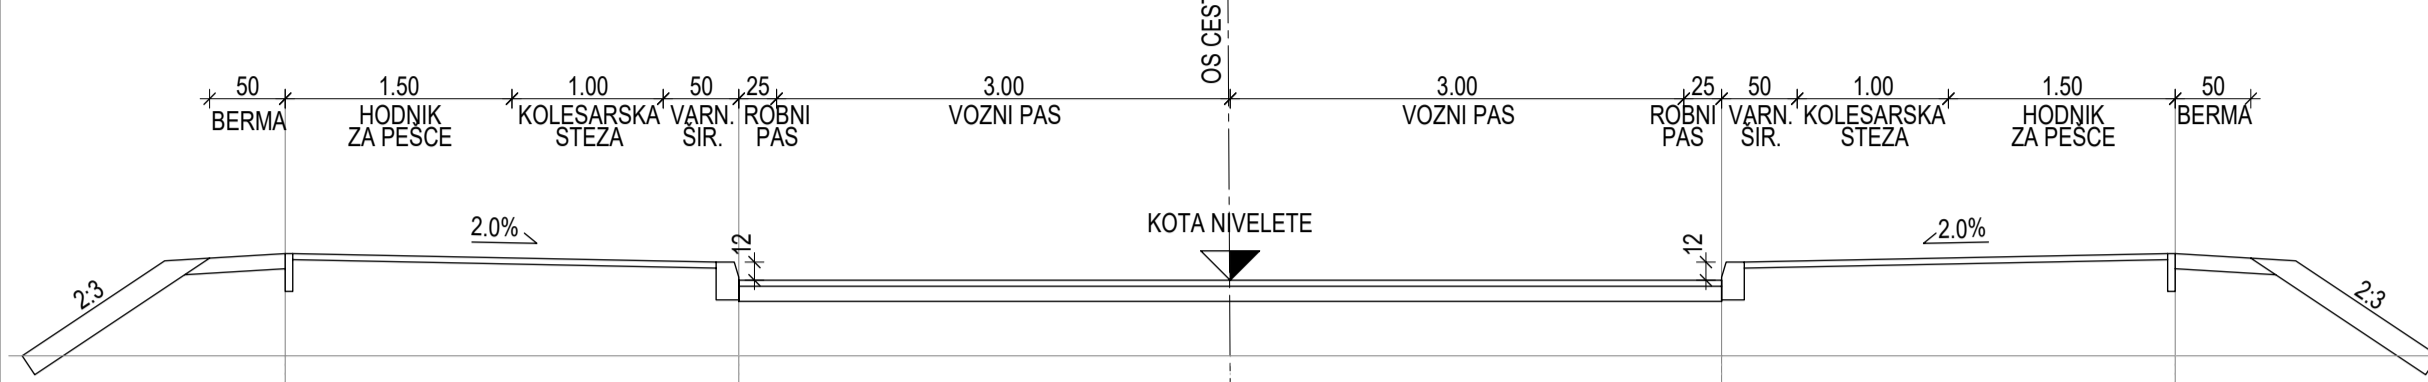 OS CEST
50 1.50 1.00 50 25 3.00 3.00 25 50 1.00 1.50 50
BERMA HODNIK KOLESARSKA VARN. ROBNI VOZNI PAS VOZNI PAS ROBNI VARN. KOLESARSKA HODNIK BERMA
ZA PEŠCE STEZA ŠIR. PAS PAS ŠIR. STEZA ZA PEŠCE
2.0% KOTA NIVELETE 2.0%
12 12
2:3 2:3